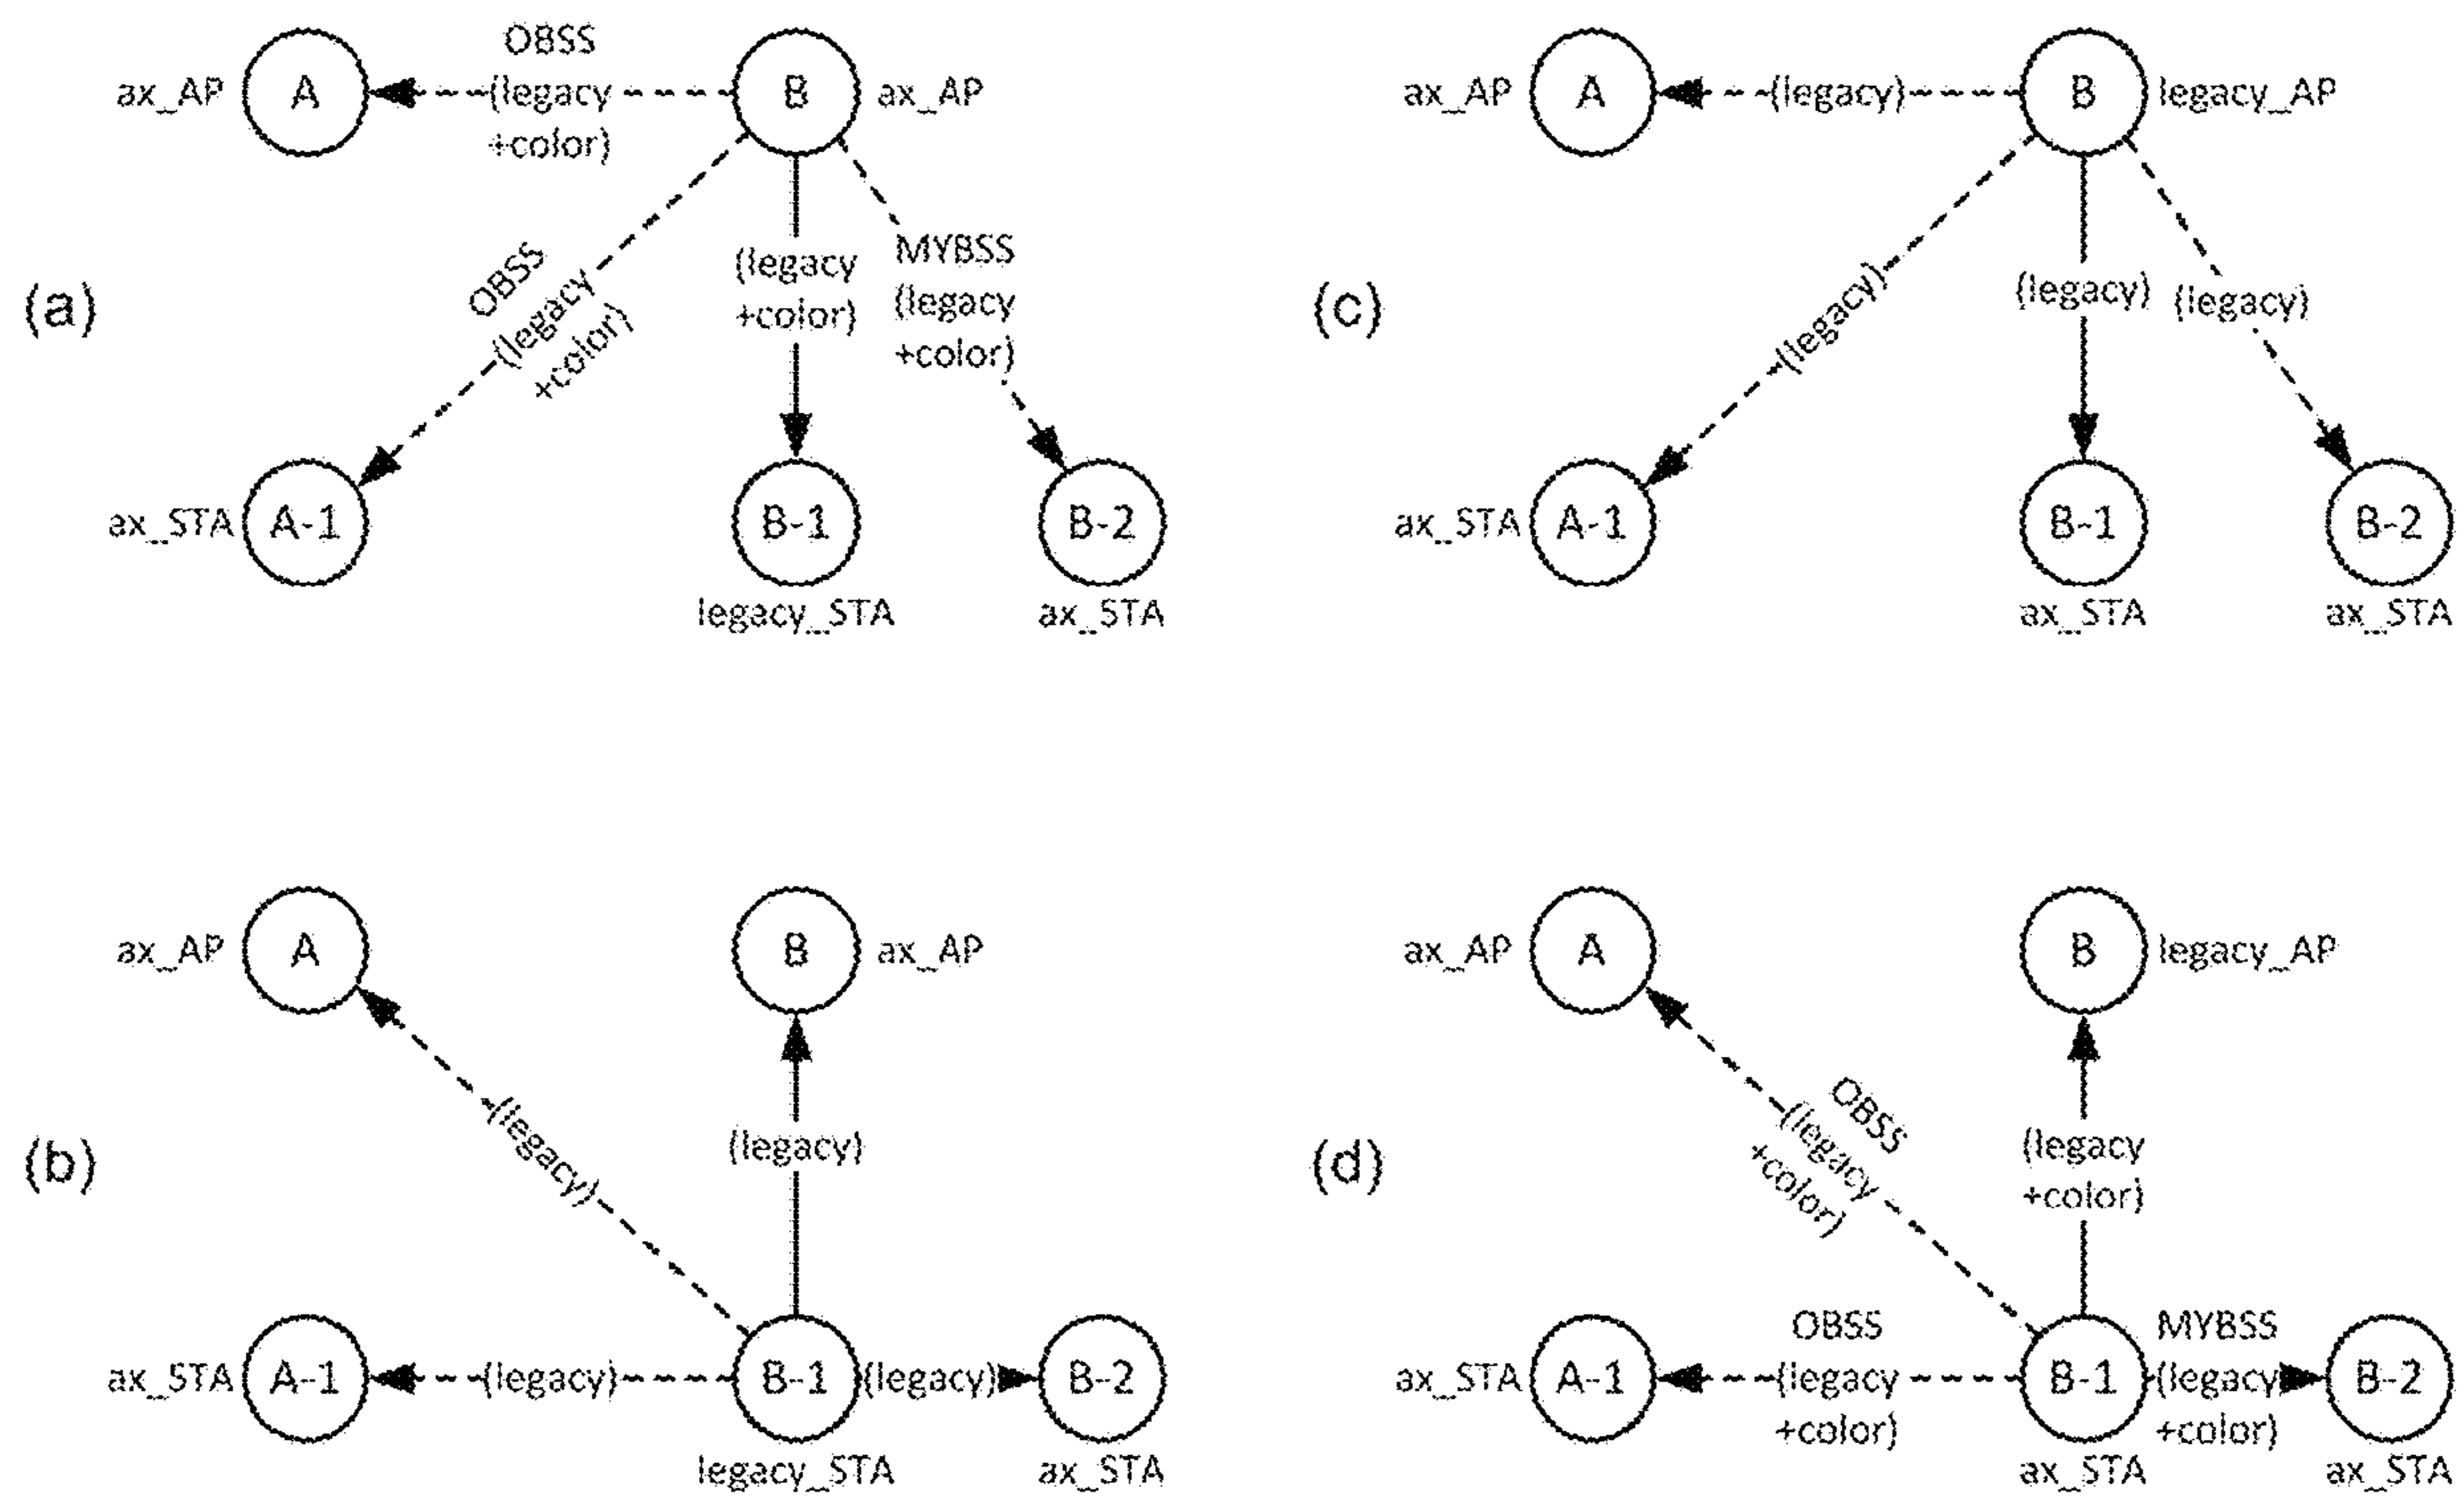 OBSS
ax_AP A (legacy B ax_AP
+color)
OBSS
(legacy
+color)
(legacy
+color)
MYBSS
(legacy
+color)
(a)
ax_STA A-1 B-1 B-2
legacy_STA ax_STA
ax_AP A (legacy) B legacy_AP
(c)
(legacy)
(legacy) (legacy)
ax_STA A-1 B-1 B-2
ax_STA ax_STA
ax_AP A B ax_AP
(b)
(legacy)
(legacy)
ax_STA A-1 (legacy) B-1 (legacy) B-2
legacy_STA ax_STA
ax_AP A B legacy_AP
(d)
OBSS
(legacy
+color)
(legacy
+color)
OBSS MYBSS
ax_STA A-1 (legacy B-1 (legacy B-2
+color) +color)
ax_STA ax_STA